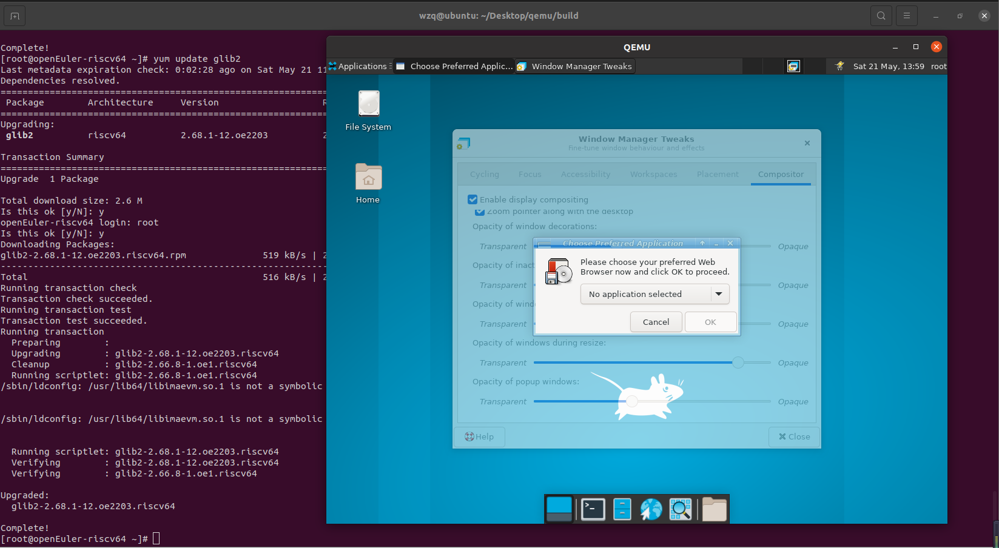 wzq@ubuntu: ~/Desktop/qemu/build
Complete!
[root@openEuler-riscv64 ~]# yum update glib2
Last metadata expiration check: 0:02:28 ago on Sat May 21 11
Dependencies resolved.
================================================================
Package Architecture Version R
================================================================
Upgrading:
glib2 riscv64 2.68.1-12.oe2203 2
Transaction Summary
================================================================
Upgrade 1 Package
Total download size: 2.6 M
Is this ok [y/N]: y
openEuler-riscv64 login: root
Is this ok [y/N]: y
Downloading Packages:
glib2-2.68.1-12.oe2203.riscv64.rpm 519 kB/s | 2
----------------------------------------------------------------
Total 516 kB/s | 2
Running transaction check
Transaction check succeeded.
Running transaction test
Transaction test succeeded.
Running transaction
Preparing :
Upgrading : glib2-2.68.1-12.oe2203.riscv64
Cleanup : glib2-2.66.8-1.oe1.riscv64
Running scriptlet: glib2-2.66.8-1.oe1.riscv64
/sbin/ldconfig: /usr/lib64/libimaevm.so.1 is not a symbolic
/sbin/ldconfig: /usr/lib64/libimaevm.so.1 is not a symbolic
Running scriptlet: glib2-2.68.1-12.oe2203.riscv64
Verifying : glib2-2.68.1-12.oe2203.riscv64
Verifying : glib2-2.66.8-1.oe1.riscv64
Upgraded:
glib2-2.68.1-12.oe2203.riscv64
Complete!
[root@openEuler-riscv64 ~]#
QEMU
Applications Choose Preferred Applic... Window Manager Tweaks Sat 21 May, 13:59 root
File System
Home
Window Manager Tweaks
Fine-tune window behaviour and effects
Cycling Focus Accessibility Workspaces Placement Compositor
Enable display compositing
Zoom pointer along with the desktop
Opacity of window decorations:
Transparent Opaque
Opacity of inact
Transparent Opaque
Opacity of wind
Transparent Opaque
Opacity of windows during resize:
Transparent Opaque
Opacity of popup windows:
Transparent Opaque
Help Close
Choose Preferred Application
Please choose your preferred Web
Browser now and click OK to proceed.
No application selected
Cancel OK